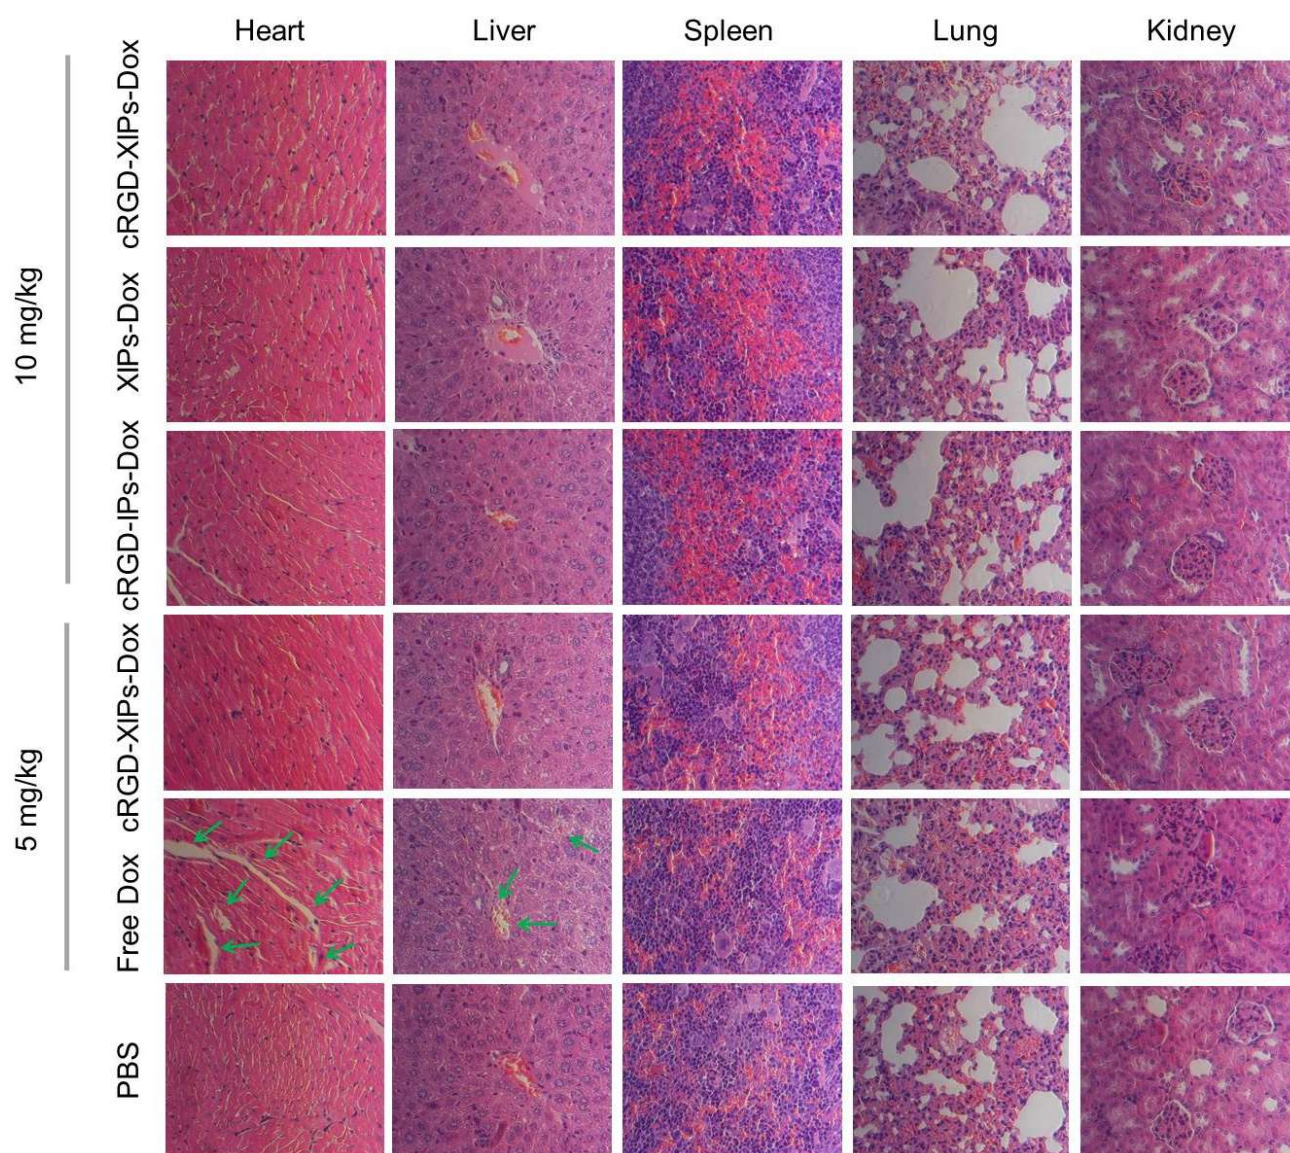 Heart Liver Spleen Lung Kidney
10 mg/kg
cRGD-XIPs-Dox
XIPs-Dox
cRGD-IPs-Dox
5 mg/kg
cRGD-XIPs-Dox
Free Dox
PBS